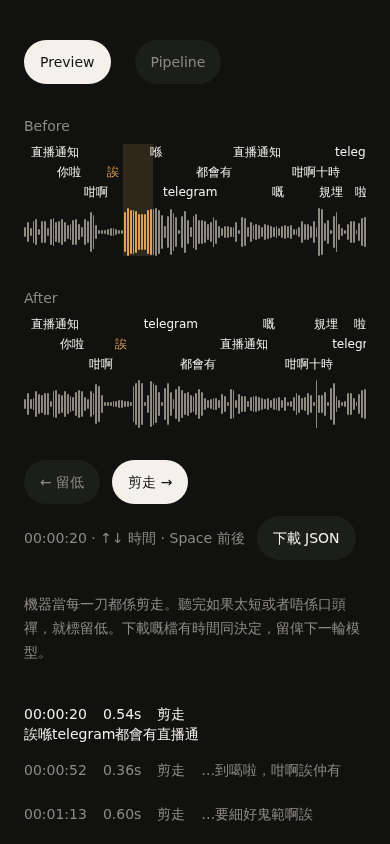 Preview
Pipeline
Before
直播通知 喺 直播通知 teleg
你啦 誒 都會有 咁啊十時
咁啊 telegram 嘅 規埋 啦
After
直播通知 telegram 嘅 規埋 啦
你啦 誒 直播通知 telegr
咁啊 都會有 咁啊十時
← 留低
剪走 →
00:00:20 · ↑↓ 時間 · Space 前後
下載 JSON
機器當每一刀都係剪走。聽完如果太短或者唔係口頭
禪，就標留低。下載嘅檔有時間同決定，留俾下一輪模
型。
00:00:20 0.54s 剪走
誒喺telegram都會有直播通
00:00:52 0.36s 剪走 …到噶啦，咁啊誒仲有
00:01:13 0.60s 剪走 …要細好鬼範啊誒